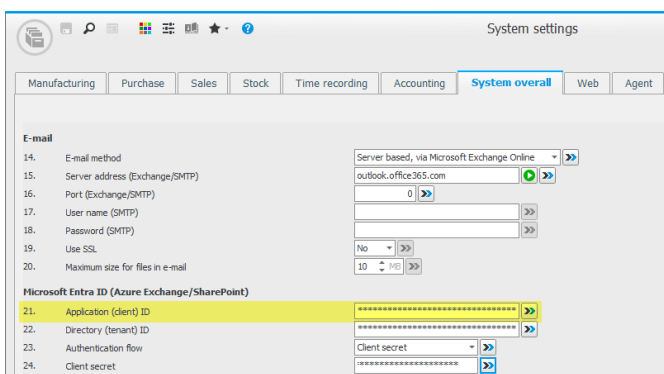 System settings
Manufacturing Purchase Sales Stock Time recording Accounting System overall Web Agent
E-mail
14. E-mail method Server based, via Microsoft Exchange Online
15. Server address (Exchange/SMTP) outlook.office365.com
16. Port (Exchange/SMTP) 0
17. User name (SMTP)
18. Password (SMTP)
19. Use SSL No
20. Maximum size for files in e-mail 10 MB
Microsoft Entra ID (Azure Exchange/SharePoint)
21. Application (client) ID ********************************
22. Directory (tenant) ID ********************************
23. Authentication flow Client secret
24. Client secret :********************